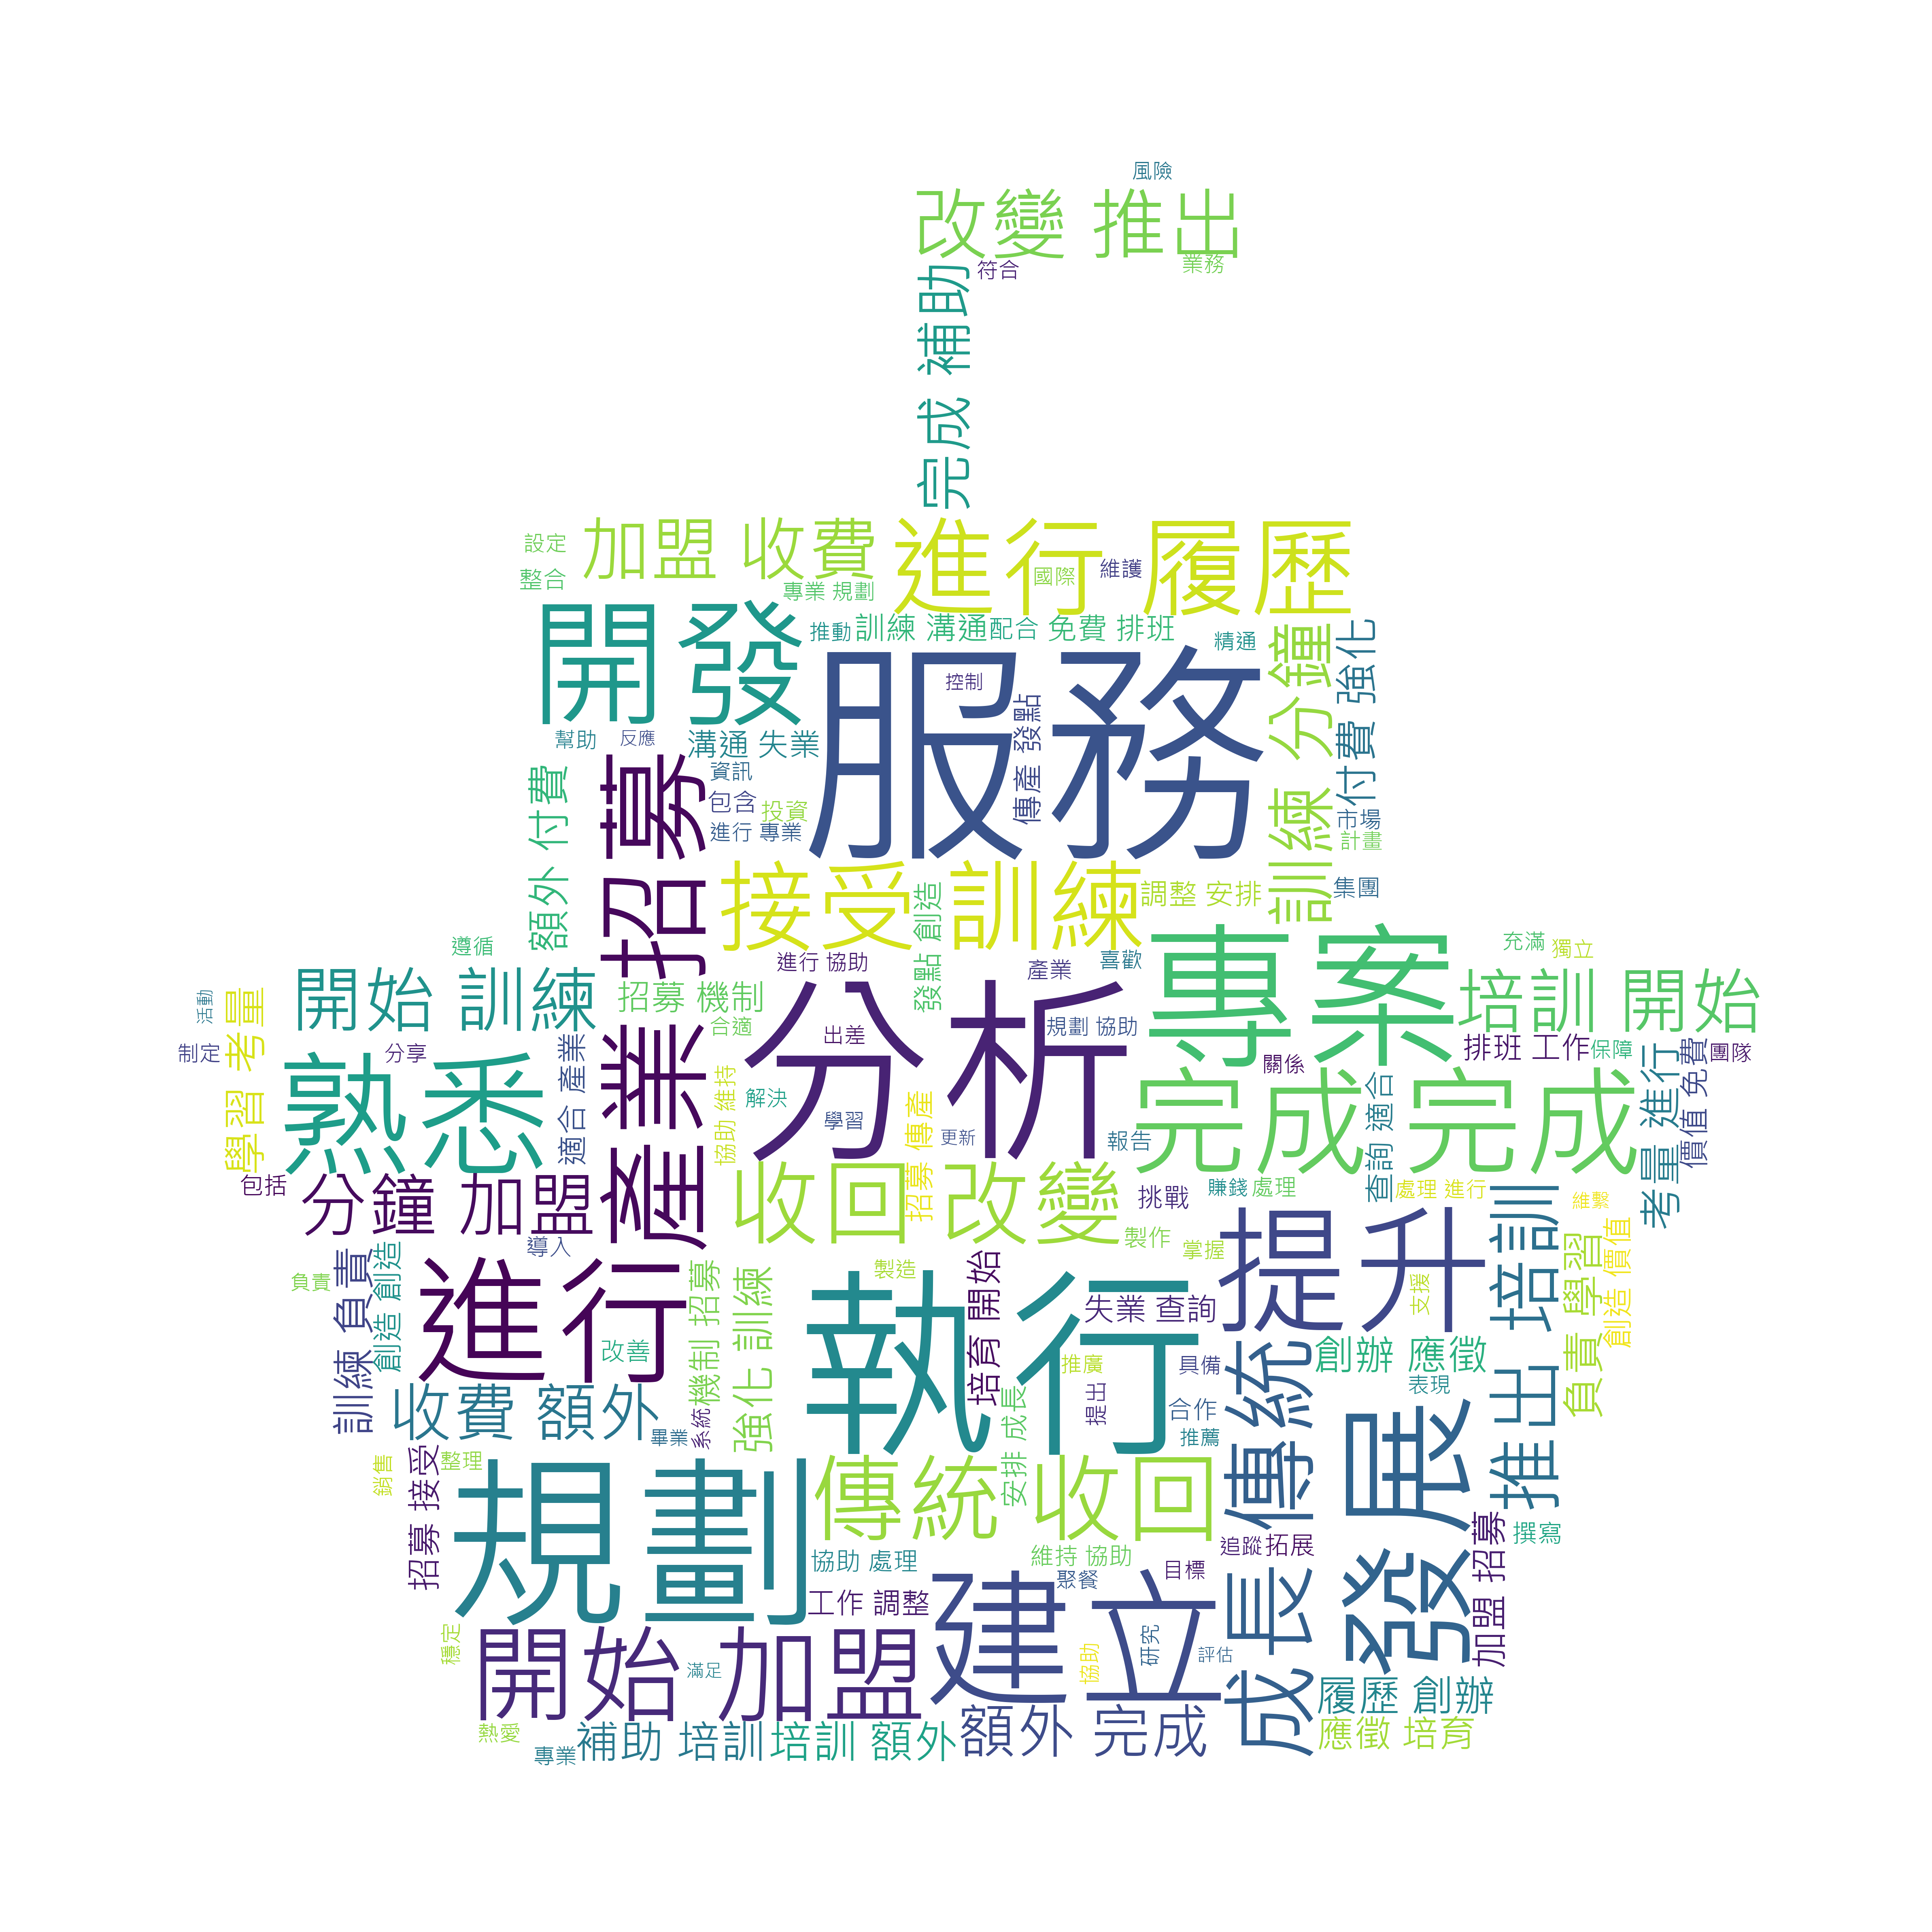 風險
改變 推出
業務
符合
完成 補助
加盟 收費
進行 履歷
設定
整合
專業 規劃
國際
維護
開發
推動
訓練 溝通
配合 免費 排班
精通
服務
控制
傳產 發點
訓練 分鐘
付費 強化
幫助
反應
溝通 失業
資訊
包含
投資
進行 專業
額外 付費
產業 招募
市場
計畫
集團
接受 訓練
調整 安排
發點 創造
遵循
充滿
獨立
專案
培訓 開始
開始 訓練
招募 機制
進行 協助
產業
喜歡
分析
出差
規劃 協助
合適
關係
排班 工作
保障
團隊
活動
制定
學習 考量
分享
熟悉
適合 產業
協助 維持
解決
學習
招募 傳產
更新
報告
完成 完成
查詢 適合
考量 進行
價值 免費
包括
分鐘 加盟
收回 改變
挑戰
賺錢
處理
處理 進行
維繫
導入
製作
掌握
提升
推出 培訓
負責 學習
創造 價值
負責
訓練 負責
創造 創造
進行
改善
機制 招募
強化 訓練
製造
執行
培育 開始
失業 查詢
支援
創辦 應徵
表現
推廣
具備
提出
合作
推薦
收費 額外
畢業
系統
安排 成長
成長 傳統
發展
銷售
招募 接受
整理
規劃
傳統 收回
追蹤
拓展
加盟 招募
撰寫
協助 處理
維持 協助
聚餐
目標
工作 調整
建立
協助
研究
評估
穩定
開始 加盟
滿足
履歷 創辦
熱愛
專業
補助 培訓
培訓 額外
額外 完成
應徵 培育